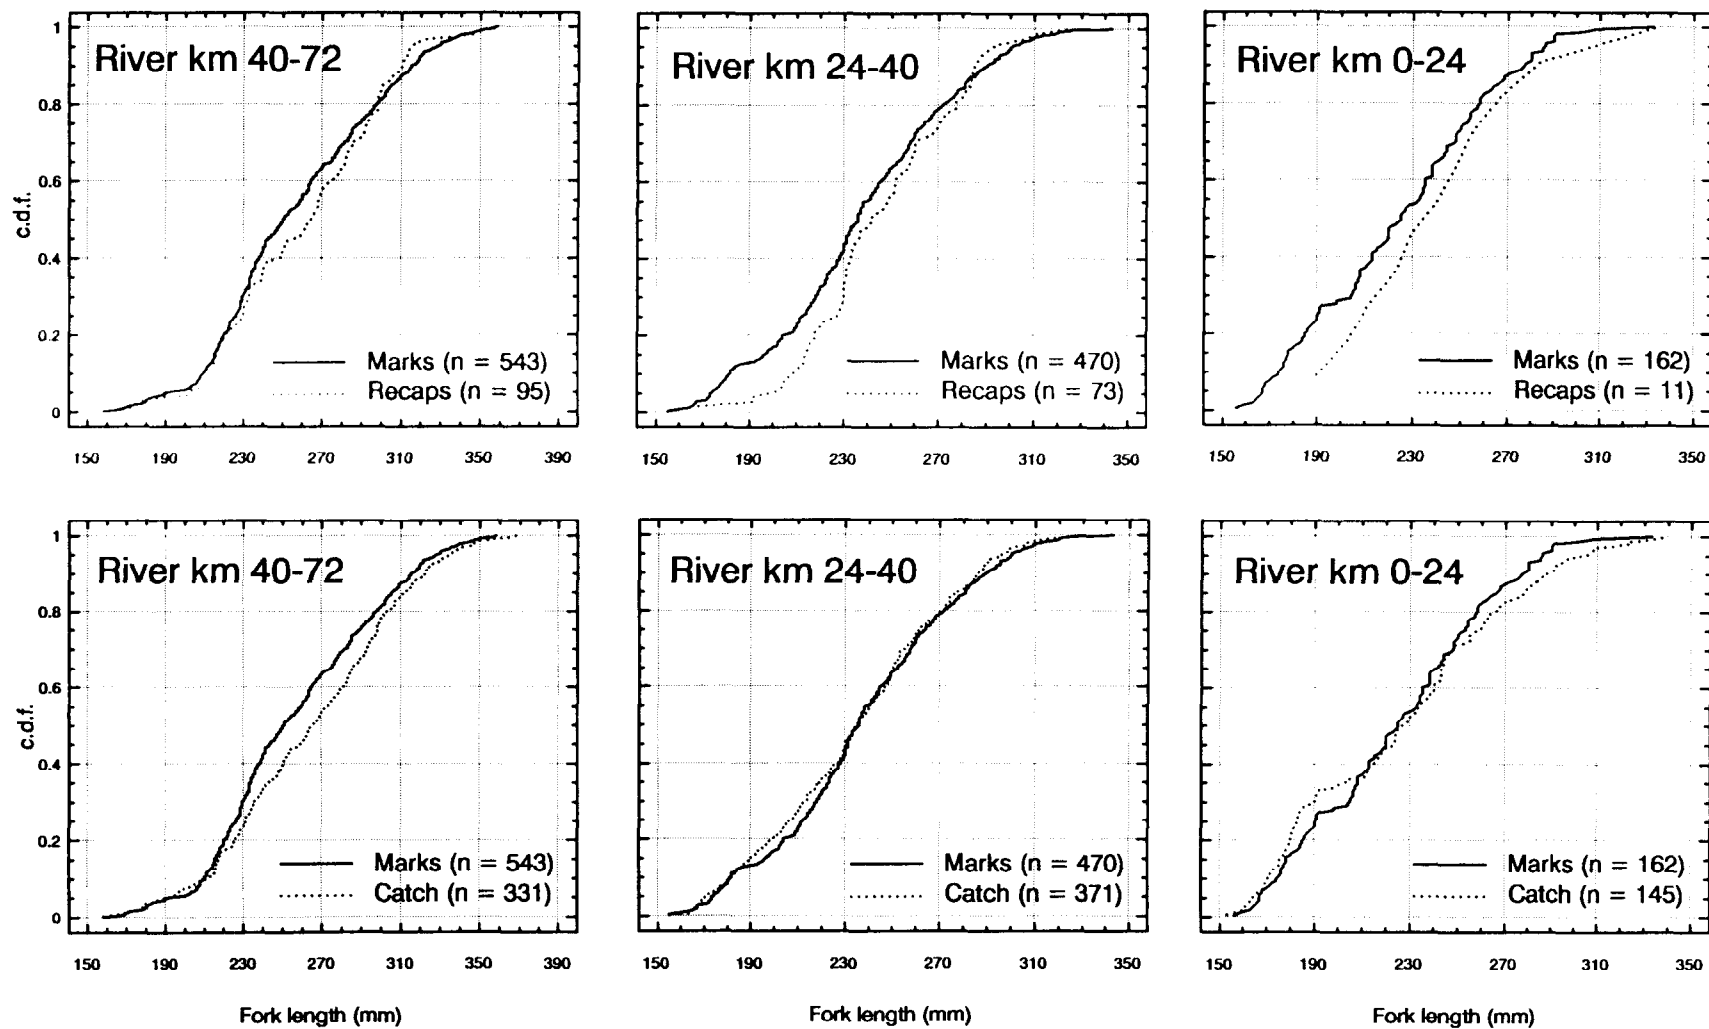 River km 40-72
River km 24-40
River km 0-24
c.d.f.
1
0.8
0.6
0.4
0.2
0
Marks (n = 543)
Recaps (n = 95)
Marks (n = 470)
Recaps (n = 73)
Marks (n = 162)
Recaps (n = 11)
150 190 230 270 310 350 390
150 190 230 270 310 350
150 190 230 270 310 350
River km 40-72
River km 24-40
River km 0-24
c.d.f.
1
0.8
0.6
0.4
0.2
0
Marks (n = 543)
Catch (n = 331)
Marks (n = 470)
Catch (n = 371)
Marks (n = 162)
Catch (n = 145)
150 190 230 270 310 350 390
150 190 230 270 310 350
150 190 230 270 310 350
Fork length (mm)
Fork length (mm)
Fork length (mm)